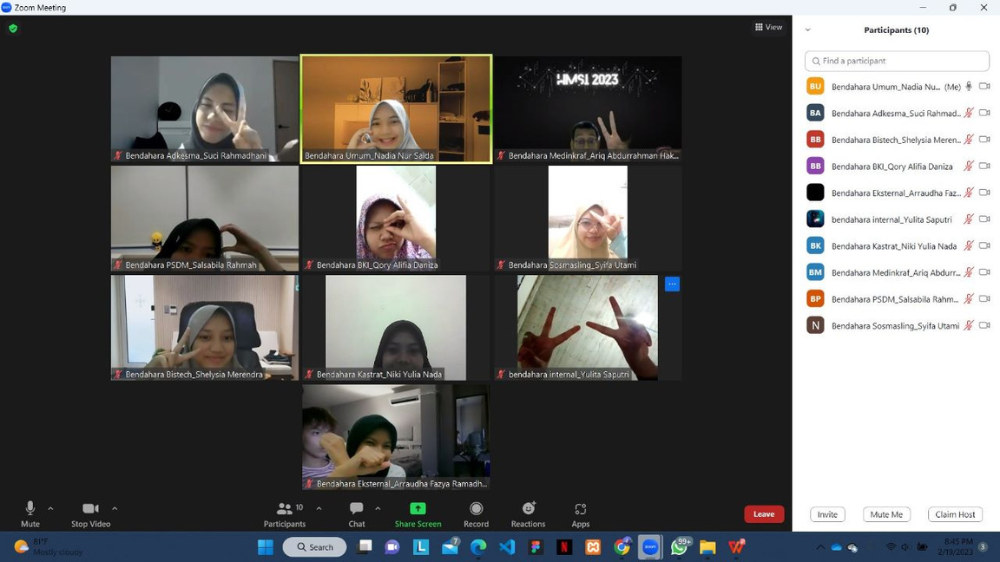 Zoom Meeting
View
Bendahara Adkesma_Suci Rahmadhani
Bendahara Umum_Nadia Nur Saida
HMSI 2023
Bendahara Medinkraf_Ariq Abdurrahman Hak...
Bendahara PSDM_Salsabila Rahmah
Bendahara BKI_Qory Alifia Daniza
Bendahara Sosmasling_Syifa Utami
Bendahara Bistech_Shelysia Merendra
Bendahara Kastrat_Niki Yulia Nada
bendahara internal_Yulita Saputri
Bendahara Eksternal_Arraudha Fazya Ramadh...
Participants (10)
Find a participant
BU Bendahara Umum_Nadia Nu... (Me)
BA Bendahara Adkesma_Suci Rahmad...
BB Bendahara Bistech_Shelysia Meren...
BB Bendahara BKI_Qory Alifia Daniza
Bendahara Eksternal_Arraudha Faz...
bendahara internal_Yulita Saputri
BK Bendahara Kastrat_Niki Yulia Nada
BM Bendahara Medinkraf_Ariq Abdurr...
BP Bendahara PSDM_Salsabila Rahm...
N Bendahara Sosmasling_Syifa Utami
Mute
Stop Video
10
Participants
Chat
Share Screen
Record
Reactions
Apps
Leave
Invite
Mute Me
Claim Host
81°F
Mostly cloudy
Search
L
7
N
zoom
99+
W
8:45 PM
2/19/2023
3